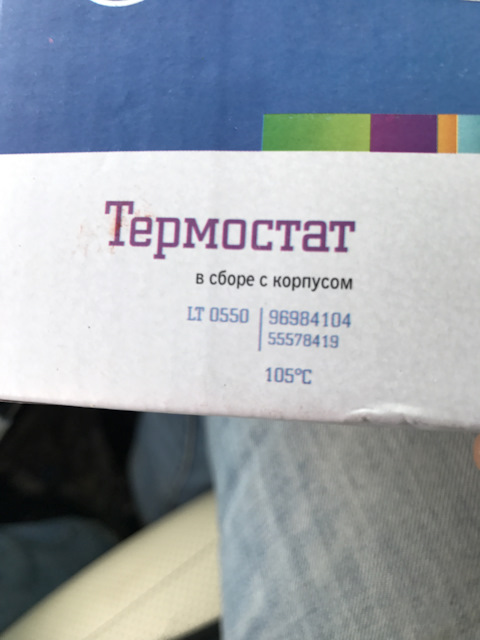 Термостат
в сборе с корпусом
LT 0550 96984104
55578419
105°C